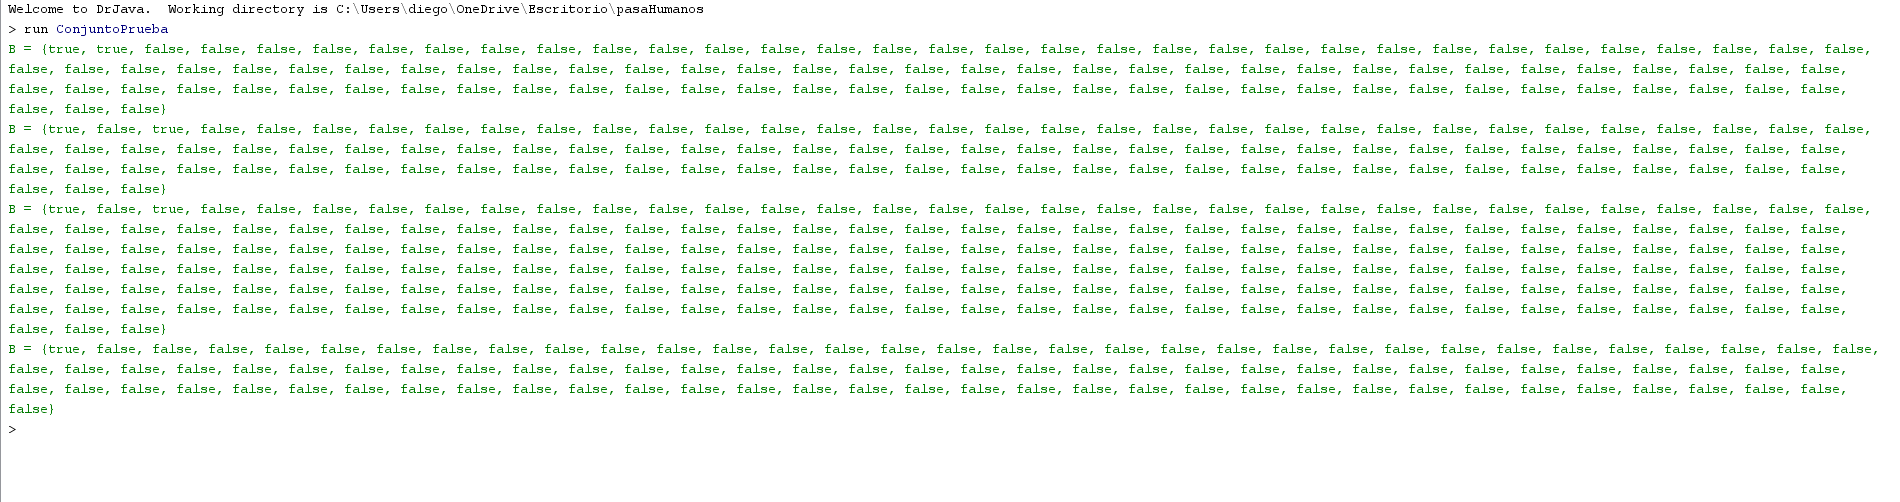 Welcome to DrJava.  Working directory is C:\Users\diego\OneDrive\Escritorio\pasaHumanos
> run ConjuntoPrueba
B = {true, true, false, false, false, false, false, false, false, false, false, false, false, false, false, false, false, false, false, false, false, false, false, false, false, false, false, false, false, false, false, false, false,
false, false, false, false, false, false, false, false, false, false, false, false, false, false, false, false, false, false, false, false, false, false, false, false, false, false, false, false, false, false, false, false, false,
false, false, false, false, false, false, false, false, false, false, false, false, false, false, false, false, false, false, false, false, false, false, false, false, false, false, false, false, false, false, false, false, false,
false, false, false}
B = {true, false, true, false, false, false, false, false, false, false, false, false, false, false, false, false, false, false, false, false, false, false, false, false, false, false, false, false, false, false, false, false, false,
false, false, false, false, false, false, false, false, false, false, false, false, false, false, false, false, false, false, false, false, false, false, false, false, false, false, false, false, false, false, false, false, false,
false, false, false, false, false, false, false, false, false, false, false, false, false, false, false, false, false, false, false, false, false, false, false, false, false, false, false, false, false, false, false, false, false,
false, false, false}
B = {true, false, true, false, false, false, false, false, false, false, false, false, false, false, false, false, false, false, false, false, false, false, false, false, false, false, false, false, false, false, false, false, false,
false, false, false, false, false, false, false, false, false, false, false, false, false, false, false, false, false, false, false, false, false, false, false, false, false, false, false, false, false, false, false, false, false,
false, false, false, false, false, false, false, false, false, false, false, false, false, false, false, false, false, false, false, false, false, false, false, false, false, false, false, false, false, false, false, false, false,
false, false, false, false, false, false, false, false, false, false, false, false, false, false, false, false, false, false, false, false, false, false, false, false, false, false, false, false, false, false, false, false, false,
false, false, false, false, false, false, false, false, false, false, false, false, false, false, false, false, false, false, false, false, false, false, false, false, false, false, false, false, false, false, false, false, false,
false, false, false, false, false, false, false, false, false, false, false, false, false, false, false, false, false, false, false, false, false, false, false, false, false, false, false, false, false, false, false, false, false,
false, false, false}
B = {true, false, false, false, false, false, false, false, false, false, false, false, false, false, false, false, false, false, false, false, false, false, false, false, false, false, false, false, false, false, false, false, false,
false, false, false, false, false, false, false, false, false, false, false, false, false, false, false, false, false, false, false, false, false, false, false, false, false, false, false, false, false, false, false, false, false,
false, false, false, false, false, false, false, false, false, false, false, false, false, false, false, false, false, false, false, false, false, false, false, false, false, false, false, false, false, false, false, false, false,
false}
>